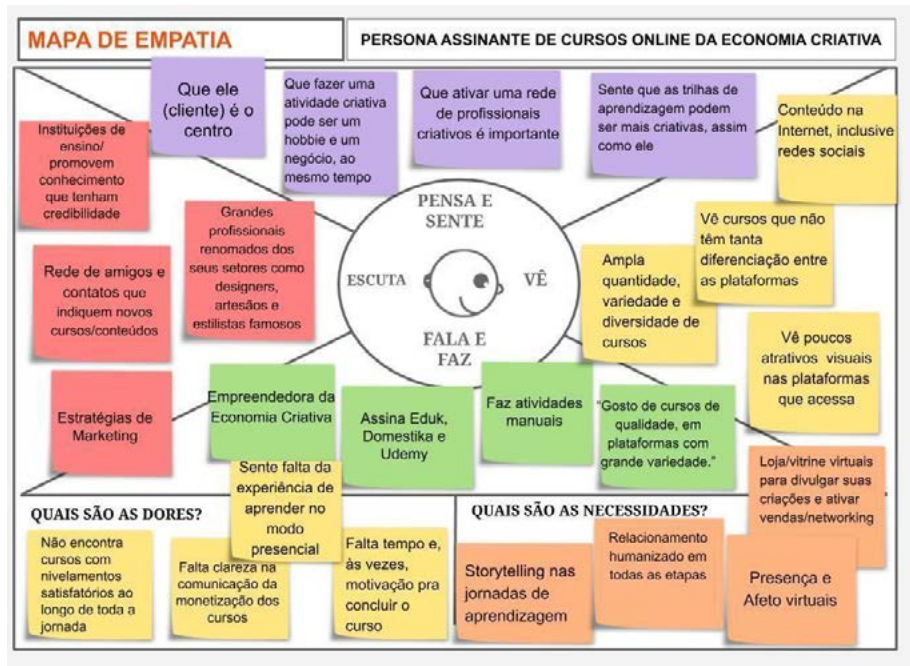 MAPA DE EMPATIA
PERSONA ASSINANTE DE CURSOS ONLINE DA ECONOMIA CRIATIVA
Que ele
(cliente) é o
centro
Que fazer uma
atividade criativa
pode ser um
hobbie e um
negócio, ao
mesmo tempo
Que ativar uma rede
de profissionais
criativos é importante
Sente que as trilhas de
aprendizagem podem
ser mais criativas, assim
como ele
Conteúdo na
Internet, inclusive
redes sociais
Instituições de
ensino/
promovem
conhecimento
que tenham
credibilidade
Grandes
profissionais
renomados dos
seus setores como
designers,
artesãos e
estilistas famosos
Rede de amigos e
contatos que
indiquem novos
cursos/conteúdos
Estratégias de
Marketing
PENSA E
SENTE
ESCUTA
VÊ
FALA E
FAZ
Vê cursos que não
têm tanta
diferenciação entre
as plataformas
Ampla
quantidade,
variedade e
diversidade de
cursos
Vê poucos
atrativos visuais
nas plataformas
que acessa
Empreendedora da
Economia Criativa
Assina Eduk,
Domestika e
Udemy
Faz atividades
manuais
"Gosto de cursos de
qualidade, em
plataformas com
grande variedade."
QUAIS SÃO AS DORES?
Sente falta da
experiência de
aprender no
modo
presencial
Não encontra
cursos com
nivelamentos
satisfatórios ao
longo de toda a
jornada
Falta clareza na
comunicação da
monetização dos
cursos
Falta tempo e,
às vezes,
motivação pra
concluir o
curso
QUAIS SÃO AS NECESSIDADES?
Loja/vitrine virtuais
para divulgar suas
criações e ativar
vendas/networking
Storytelling nas
jornadas de
aprendizagem
Relacionamento
humanizado em
todas as etapas
Presença e
Afeto virtuais